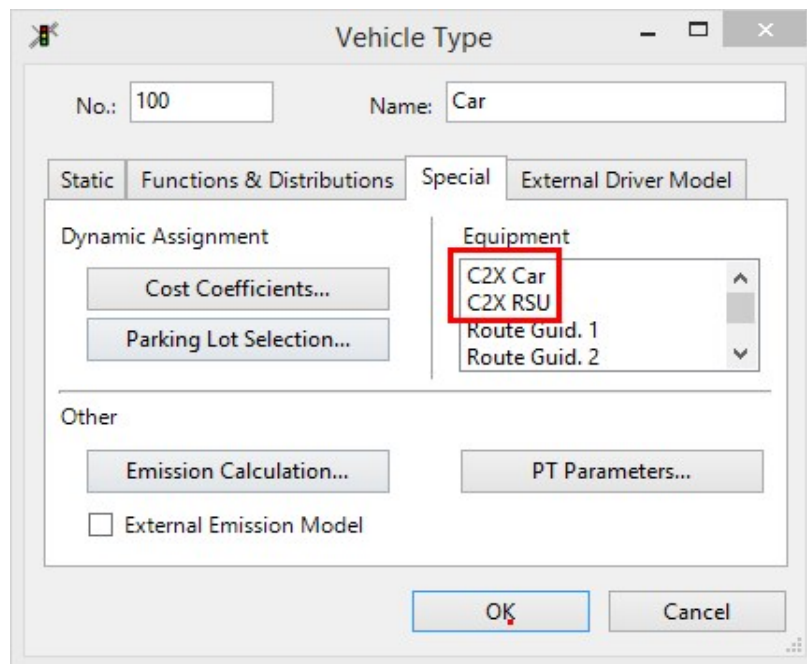 Vehicle Type
No.: 100 Name: Car
Static Functions & Distributions Special External Driver Model
Dynamic Assignment Equipment
Cost Coefficients...
Parking Lot Selection...
C2X Car
C2X RSU
Route Guid. 1
Route Guid. 2
Other
Emission Calculation... PT Parameters...
External Emission Model
OK Cancel